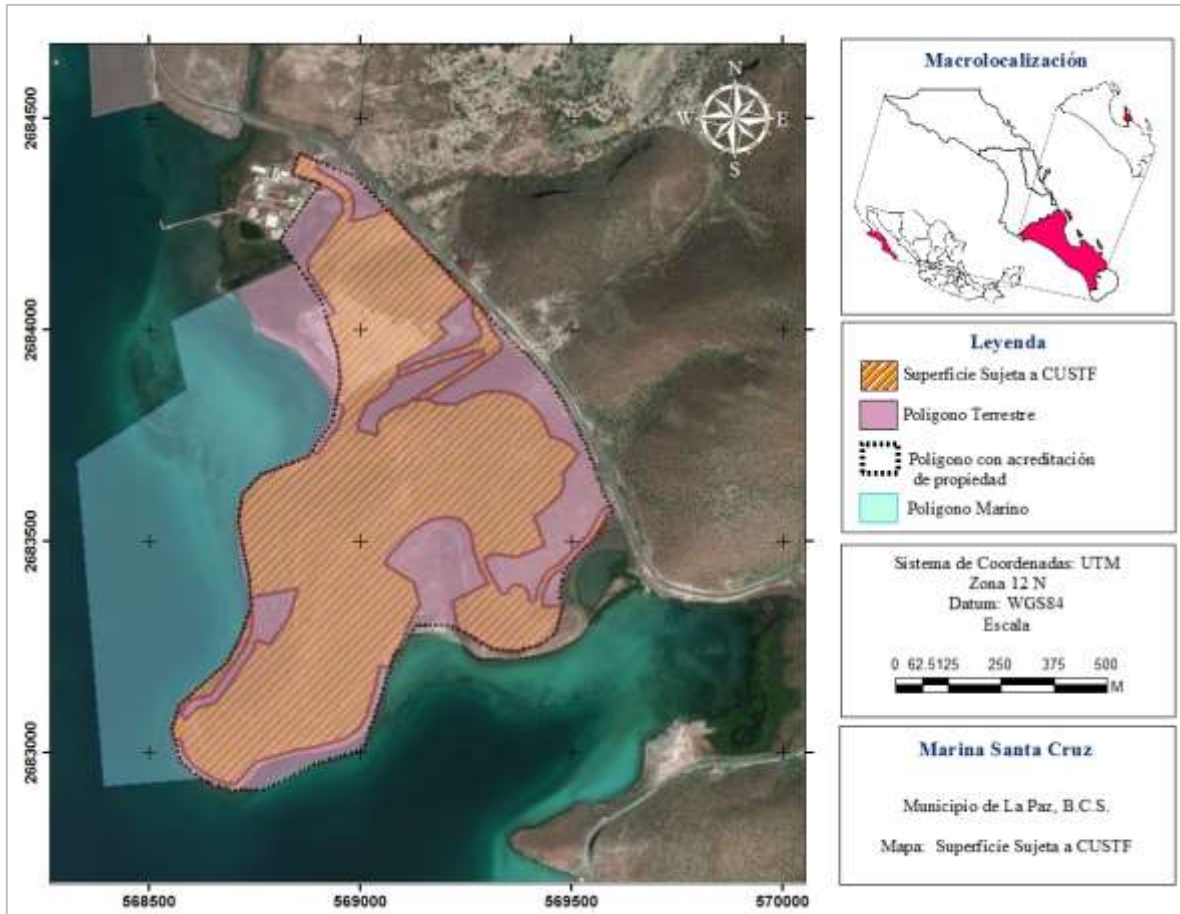 2684500
2684000
2683500
2683000
568500
569000
569500
570000
N
W
E
S
Macrolocalización
Leyenda
Superficie Sujeta a CUSTF
Poligono Terrestre
Poligono con acreditación
de propiedad
Poligono Marino
Sistema de Coordenadas: UTM
Zona 12 N
Datum: WGS84
Escala
0 62.5125 250 375 500
M
Marina Santa Cruz
Municipio de La Paz, B.C.S.
Mapa: Superficie Sujeta a CUSTF